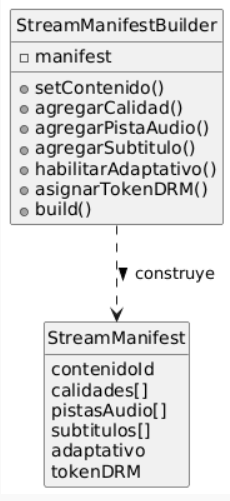 StreamManifestBuilder
manifest
setContenido()
agregarCalidad()
agregarPistaAudio()
agregarSubtitulo()
habilitarAdaptativo()
asignarTokenDRM()
build()
construye
StreamManifest
contenidoId
calidades[]
pistasAudio[]
subtitulos[]
adaptativo
tokenDRM